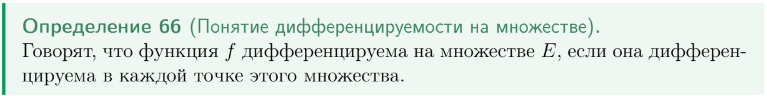 Определение 66 (Понятие дифференцируемости на множестве).
Говорят, что функция f дифференцируема на множестве E, если она дифферен-
цируема в каждой точке этого множества.